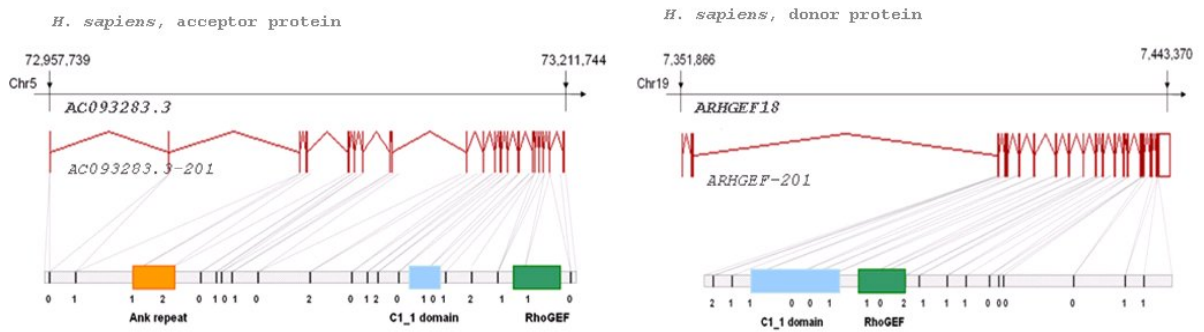 H. sapiens, acceptor protein
72,957,739
73,211,744
Chr5
AC093283.3
AC093283.3-201
0 1 1 2 0 1 0 1 0 2 0 1 2 0 1 0 1 2 1 1 0
Ank repeat
C1_1 domain
RhoGEF
H. sapiens, donor protein
7,351,866
7,443,370
Chr19
ARHGEF18
ARHGEF-201
2 1 1 0 0 1 1 0 2 1 1 1 0 0 0 0 1 1
C1_1 domain
RhoGEF